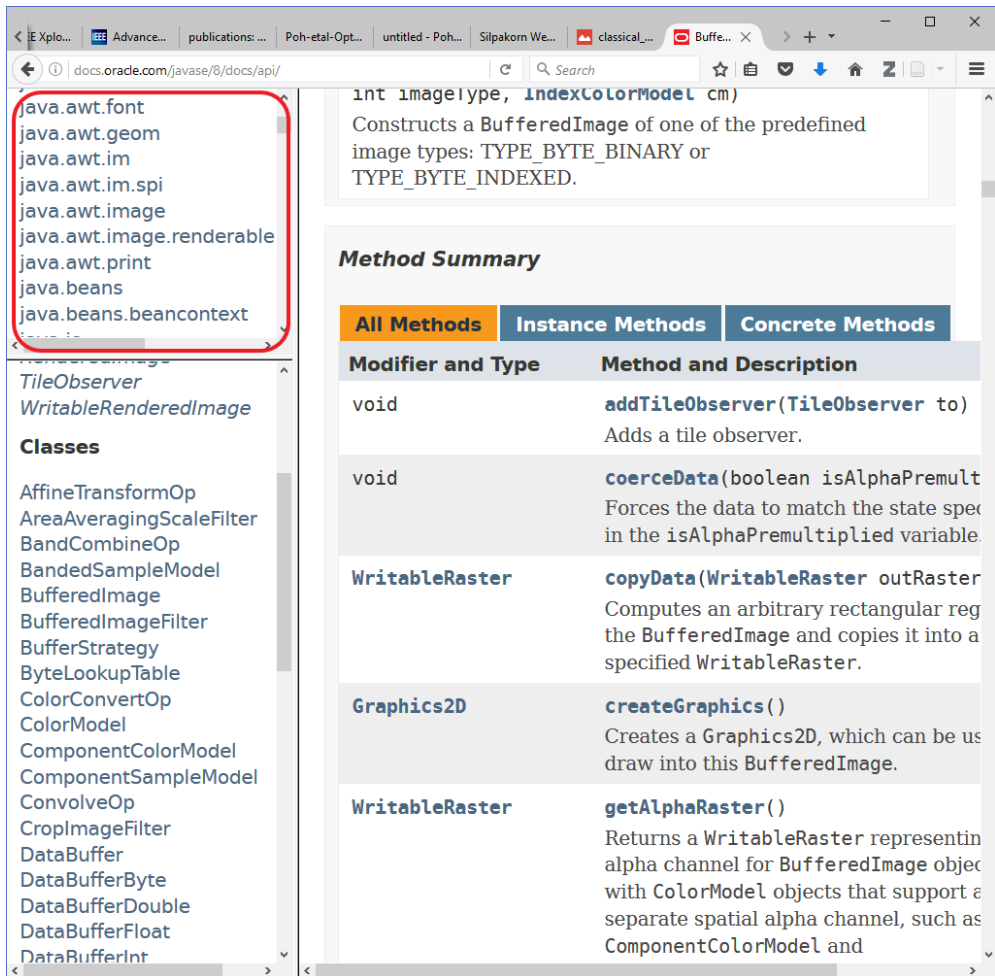 E Xplo...
IEEE Advance...
publications: ...
Poh-etal-Opt...
untitled - Poh...
Silpakorn We...
classical_...
Buffe...
docs.oracle.com/javase/8/docs/api/
Search
java.awt.font
java.awt.geom
java.awt.im
java.awt.im.spi
java.awt.image
java.awt.image.renderable
java.awt.print
java.beans
java.beans.beancontext
TileObserver
WritableRenderedImage
Classes
AffineTransformOp
AreaAveragingScaleFilter
BandCombineOp
BandedSampleModel
BufferedImage
BufferedImageFilter
BufferStrategy
ByteLookupTable
ColorConvertOp
ColorModel
ComponentColorModel
ComponentSampleModel
ConvolveOp
CropImageFilter
DataBuffer
DataBufferByte
DataBufferDouble
DataBufferFloat
DataBufferInt
int imageType, IndexColorModel cm)
Constructs a BufferedImage of one of the predefined
image types: TYPE_BYTE_BINARY or
TYPE_BYTE_INDEXED.
Method Summary
All Methods Instance Methods Concrete Methods
Modifier and Type Method and Description
void addTileObserver(TileObserver to)
Adds a tile observer.
void coerceData(boolean isAlphaPremult
Forces the data to match the state spec
in the isAlphaPremultiplied variable.
WritableRaster copyData(WritableRaster outRaster
Computes an arbitrary rectangular reg
the BufferedImage and copies it into a
specified WritableRaster.
Graphics2D createGraphics()
Creates a Graphics2D, which can be us
draw into this BufferedImage.
WritableRaster getAlphaRaster()
Returns a WritableRaster representin
alpha channel for BufferedImage objec
with ColorModel objects that support a
separate spatial alpha channel, such as
ComponentColorModel and